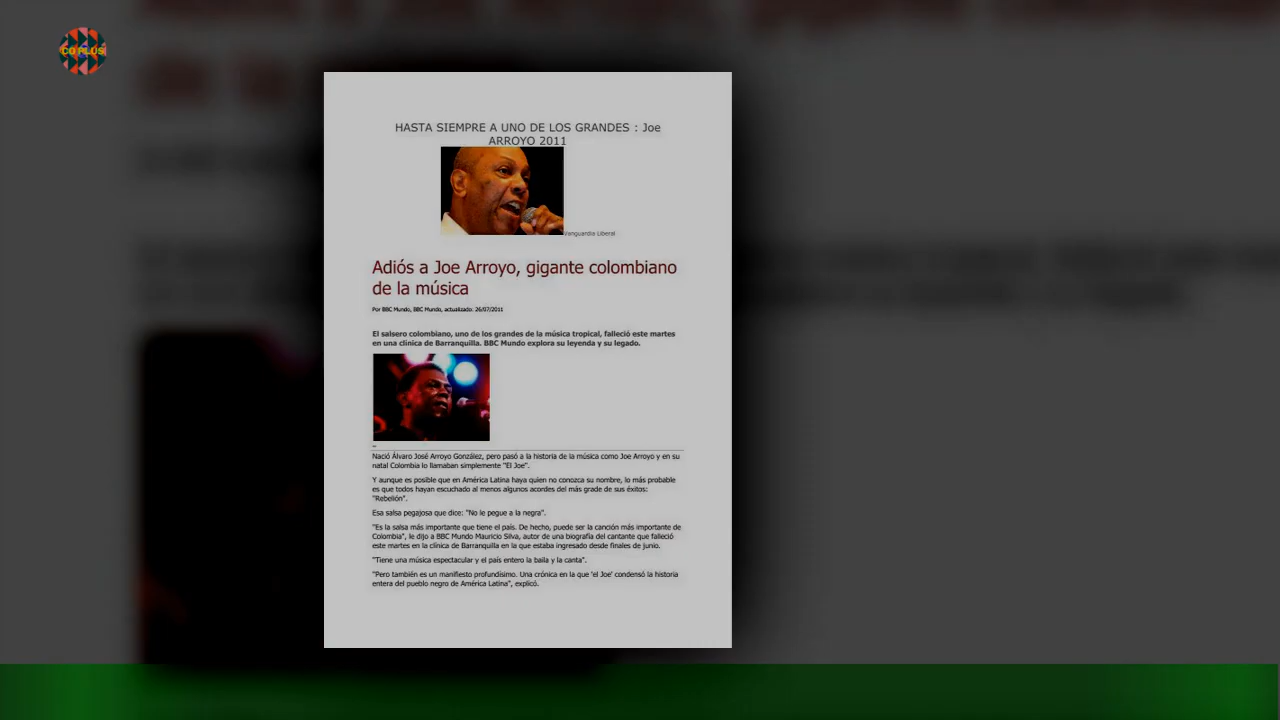 CO PLUS
HASTA SIEMPRE A UNO DE LOS GRANDES : Joe
ARROYO 2011
Vanguardia Liberal
Adiós a Joe Arroyo, gigante colombiano
de la música
Por BBC Mundo, BBC Mundo, actualizado: 26/07/2011
El salsero colombiano, uno de los grandes de la música tropical, falleció este martes
en una clínica de Barranquilla. BBC Mundo explora su leyenda y su legado.
Nació Álvaro José Arroyo González, pero pasó a la historia de la música como Joe Arroyo y en su
natal Colombia lo llamaban simplemente "El Joe".
Y aunque es posible que en América Latina haya quien no conozca su nombre, lo más probable
es que todos hayan escuchado al menos algunos acordes del más grade de sus éxitos:
"Rebelión".
Esa salsa pegajosa que dice: "No le pegue a la negra".
"Es la salsa más importante que tiene el país. De hecho, puede ser la canción más importante de
Colombia", le dijo a BBC Mundo Mauricio Silva, autor de una biografía del cantante que falleció
este martes en la clínica de Barranquilla en la que estaba ingresado desde finales de junio.
"Tiene una música espectacular y el país entero la baila y la canta".
"Pero también es un manifiesto profundísimo. Una crónica en la que 'el Joe' condensó la historia
entera del pueblo negro de América Latina", explicó.